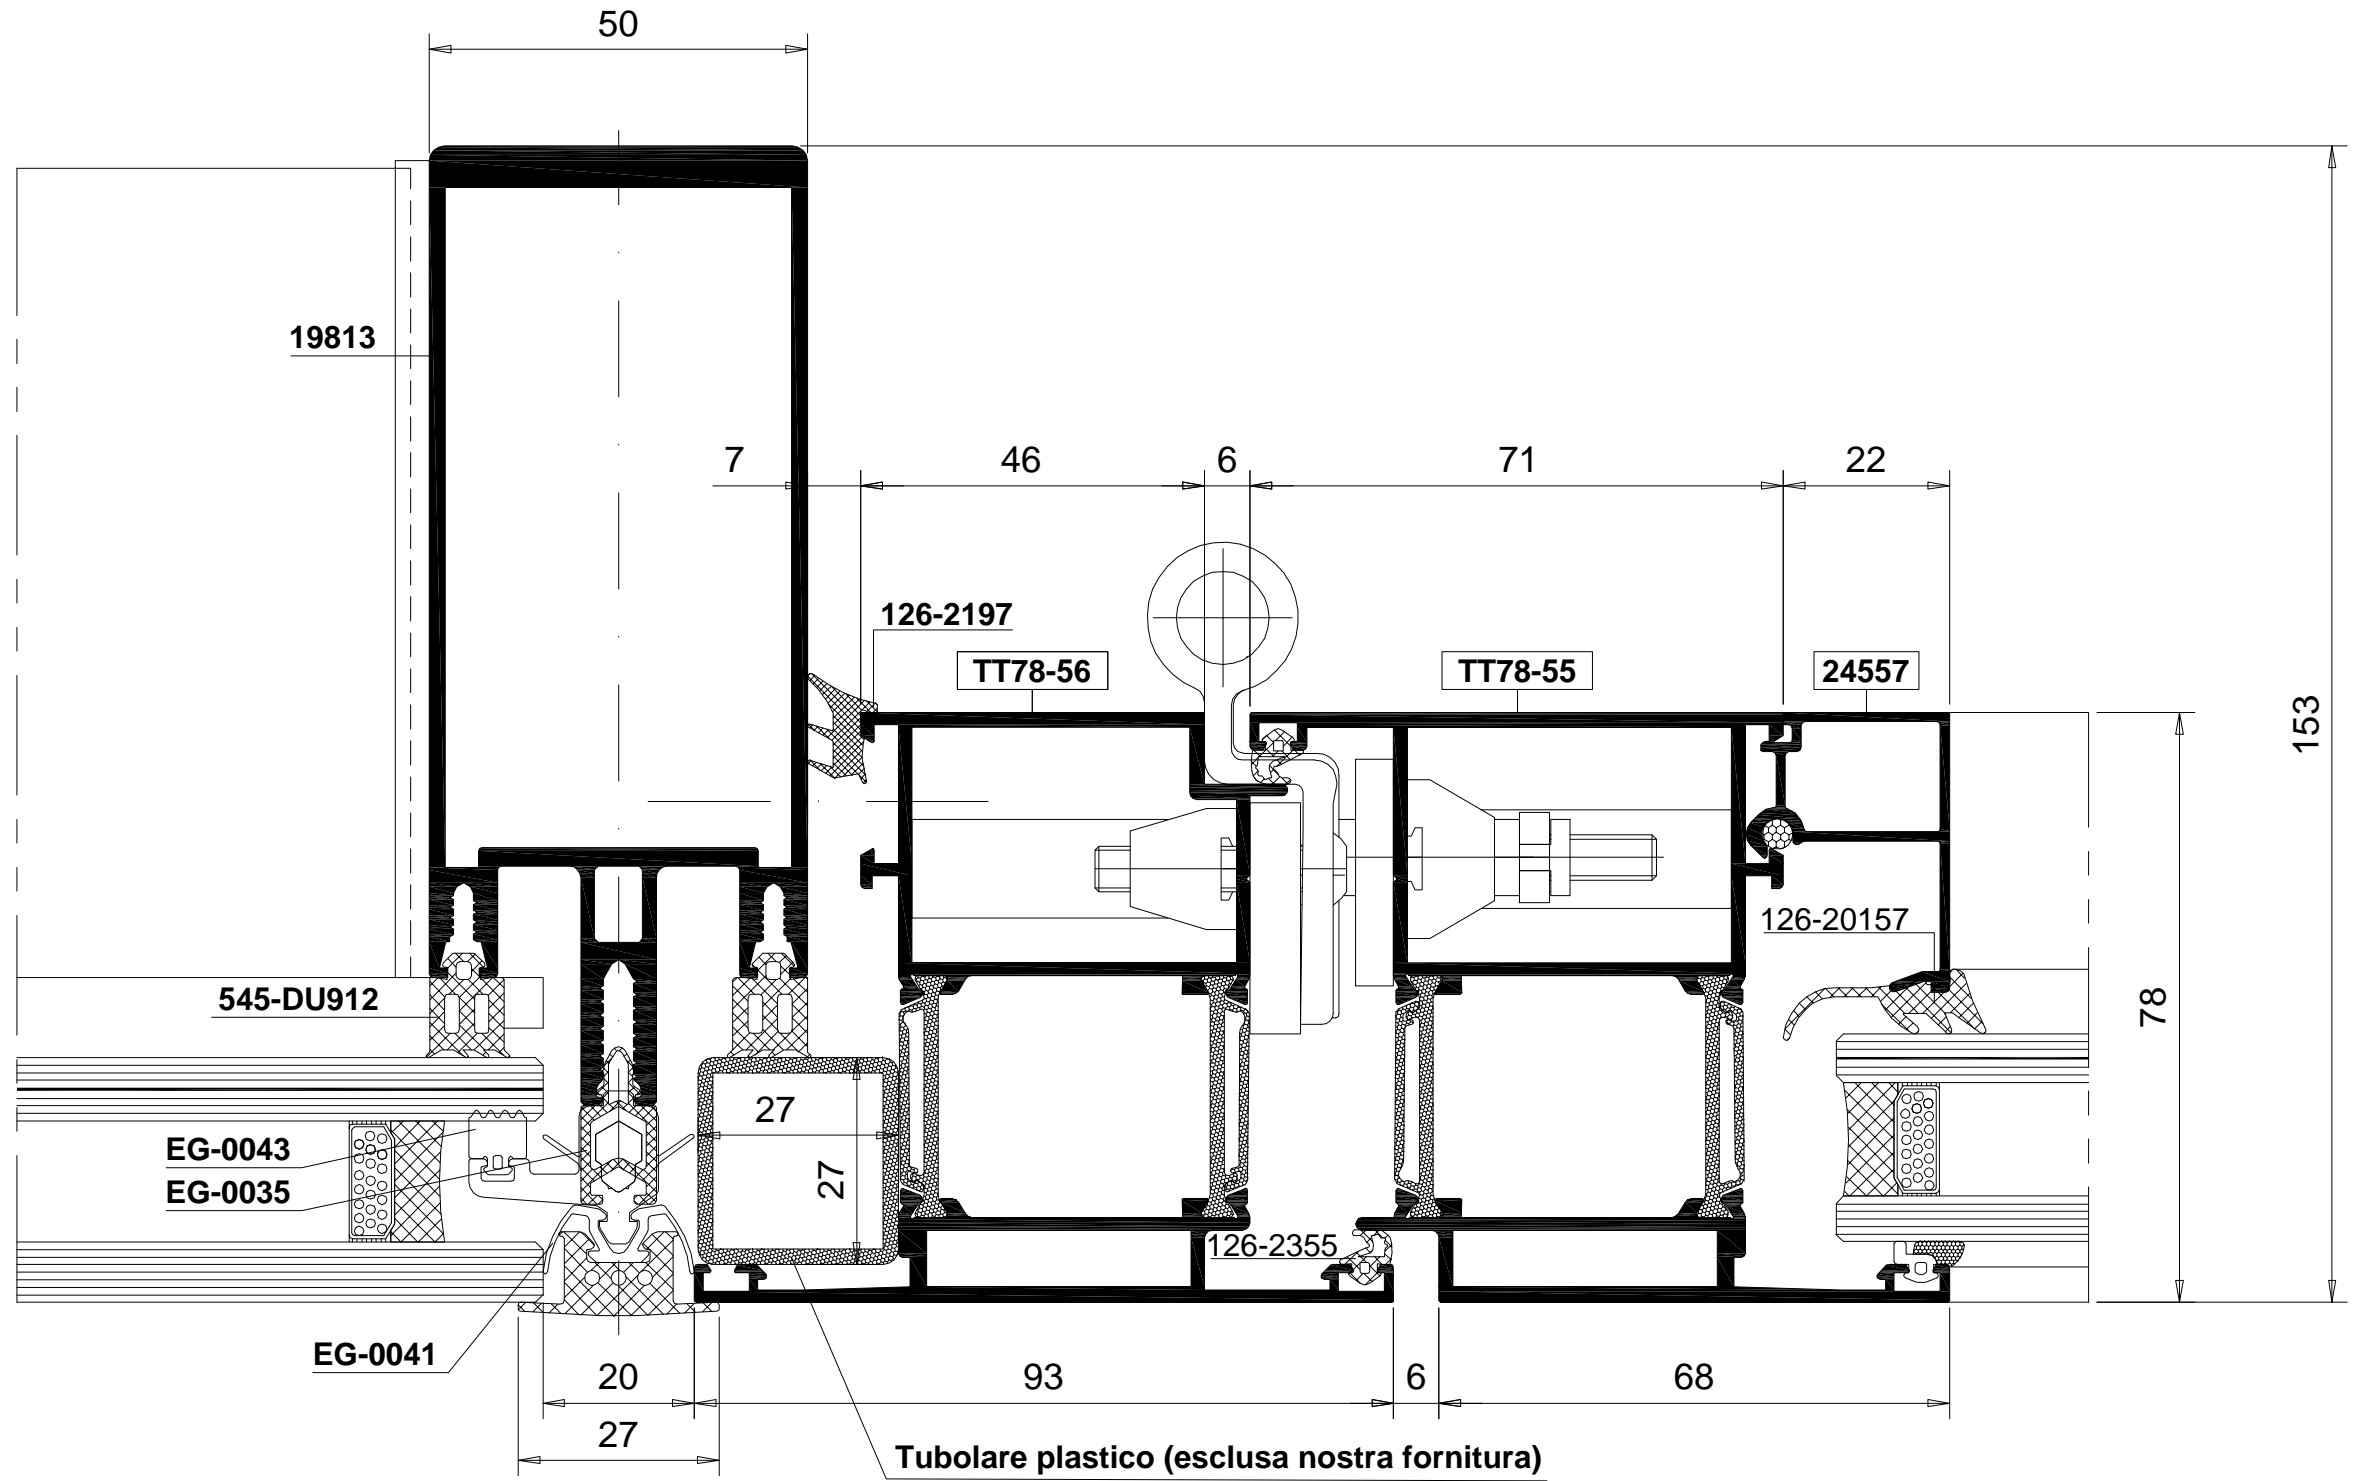 50
19813
7
46
6
71
22
126-2197
TT78-56
TT78-55
24557
153
126-20157
545-DU912
78
27
EG-0043
27
EG-0035
126-2355
EG-0041
20
93
6
68
27
Tubolare plastico (esclusa nostra fornitura)